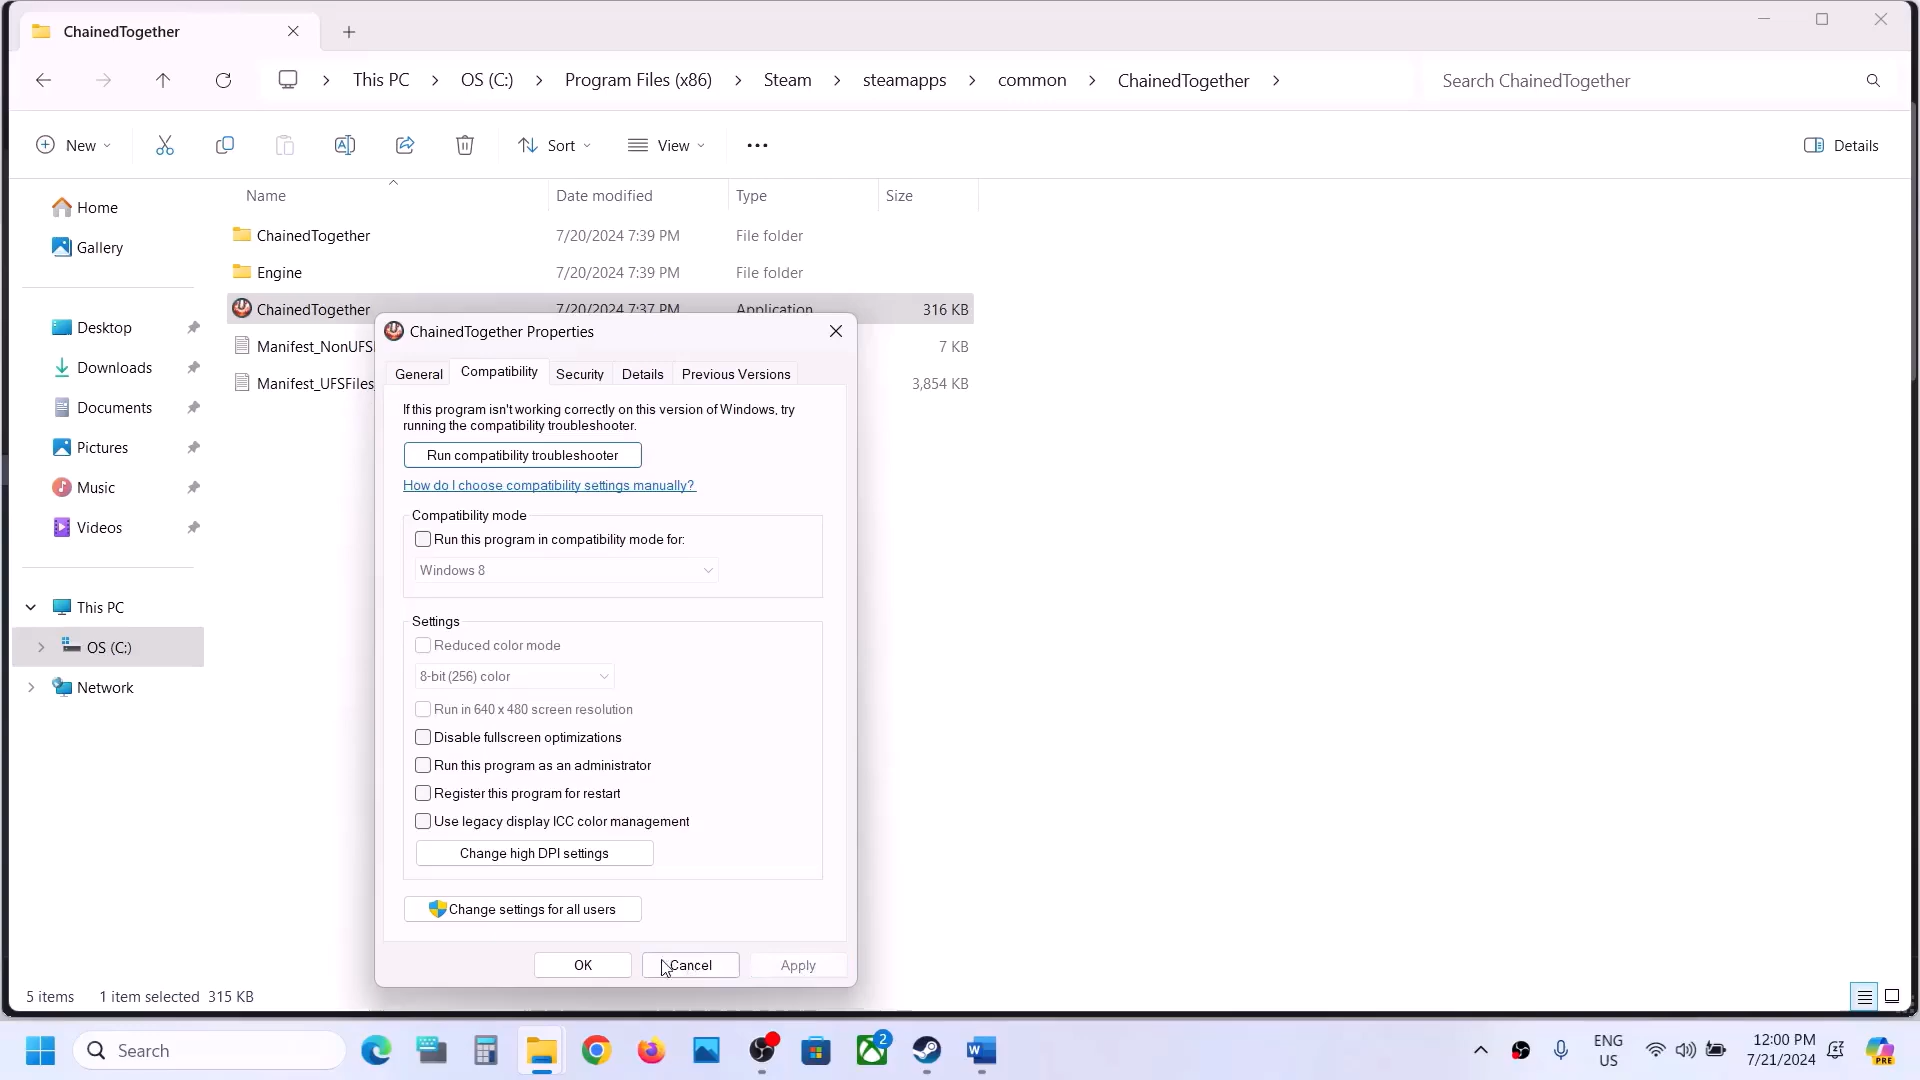 ChainedTogether
This PC > OS (C:) > Program Files (x86) > Steam > steamapps > common > ChainedTogether >
Search ChainedTogether
New
Sort
View
Details
Name
Date modified
Type
Size
Home
Gallery
Desktop
Downloads
Documents
Pictures
Music
Videos
This PC
OS (C:)
Network
ChainedTogether 7/20/2024 7:39 PM File folder
Engine 7/20/2024 7:39 PM File folder
ChainedTogether 7/20/2024 7:37 PM Application 316 KB
Manifest_NonUFS 7 KB
Manifest_UFSFiles 3,854 KB
ChainedTogether Properties
General
Compatibility
Security
Details
Previous Versions
If this program isn't working correctly on this version of Windows, try
running the compatibility troubleshooter.
Run compatibility troubleshooter
How do I choose compatibility settings manually?
Compatibility mode
Run this program in compatibility mode for:
Windows 8
Settings
Reduced color mode
8-bit (256) color
Run in 640 x 480 screen resolution
Disable fullscreen optimizations
Run this program as an administrator
Register this program for restart
Use legacy display ICC color management
Change high DPI settings
Change settings for all users
OK
Cancel
Apply
5 items
1 item selected 315 KB
Search
2
ENG
US
12:00 PM
7/21/2024
PRE